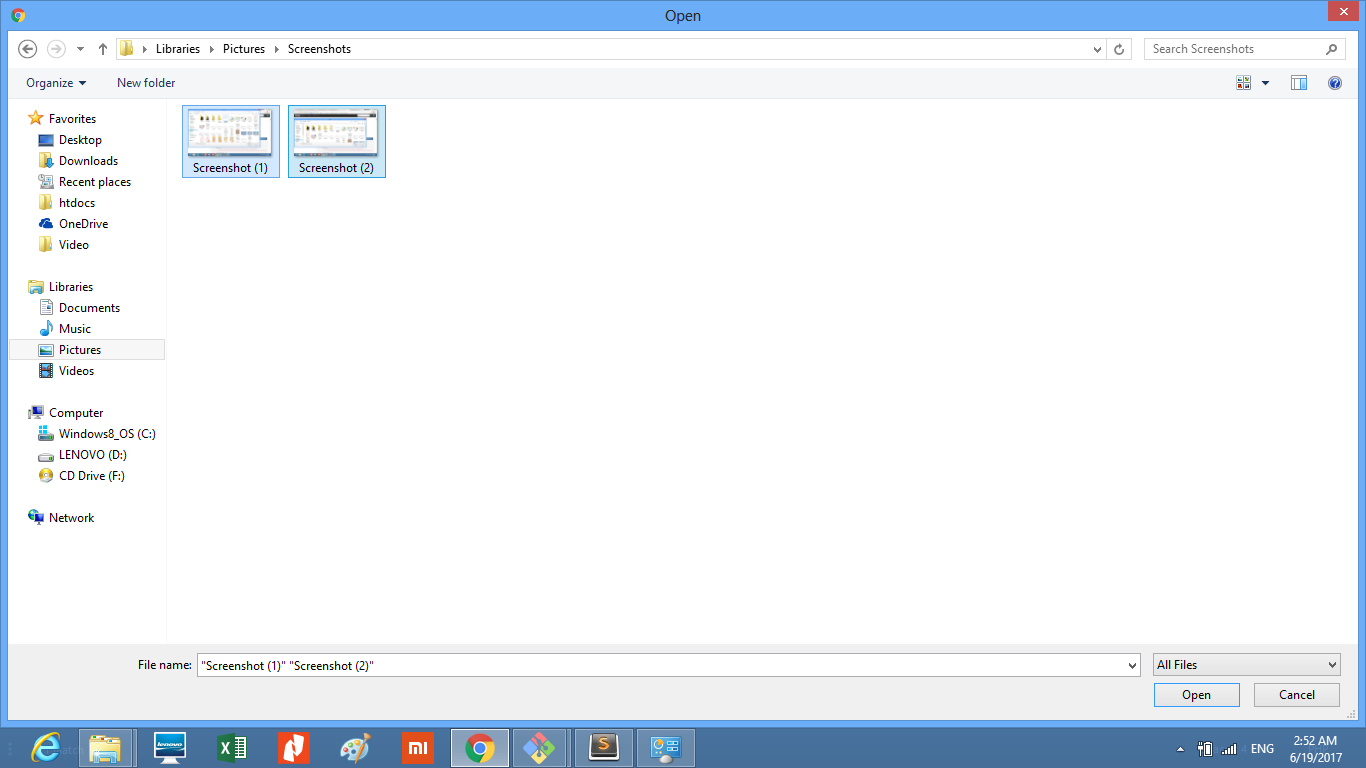 Open
Libraries Pictures Screenshots
Search Screenshots
Organize New folder
Favorites
Desktop
Downloads
Recent places
htdocs
OneDrive
Video
Libraries
Documents
Music
Pictures
Videos
Computer
Windows8_OS (C:)
LENOVO (D:)
CD Drive (F:)
Network
Screenshot (1) Screenshot (2)
File name: "Screenshot (1)" "Screenshot (2)" All Files
Open Cancel
lenovo
mi
S
ENG
2:52 AM
6/19/2017